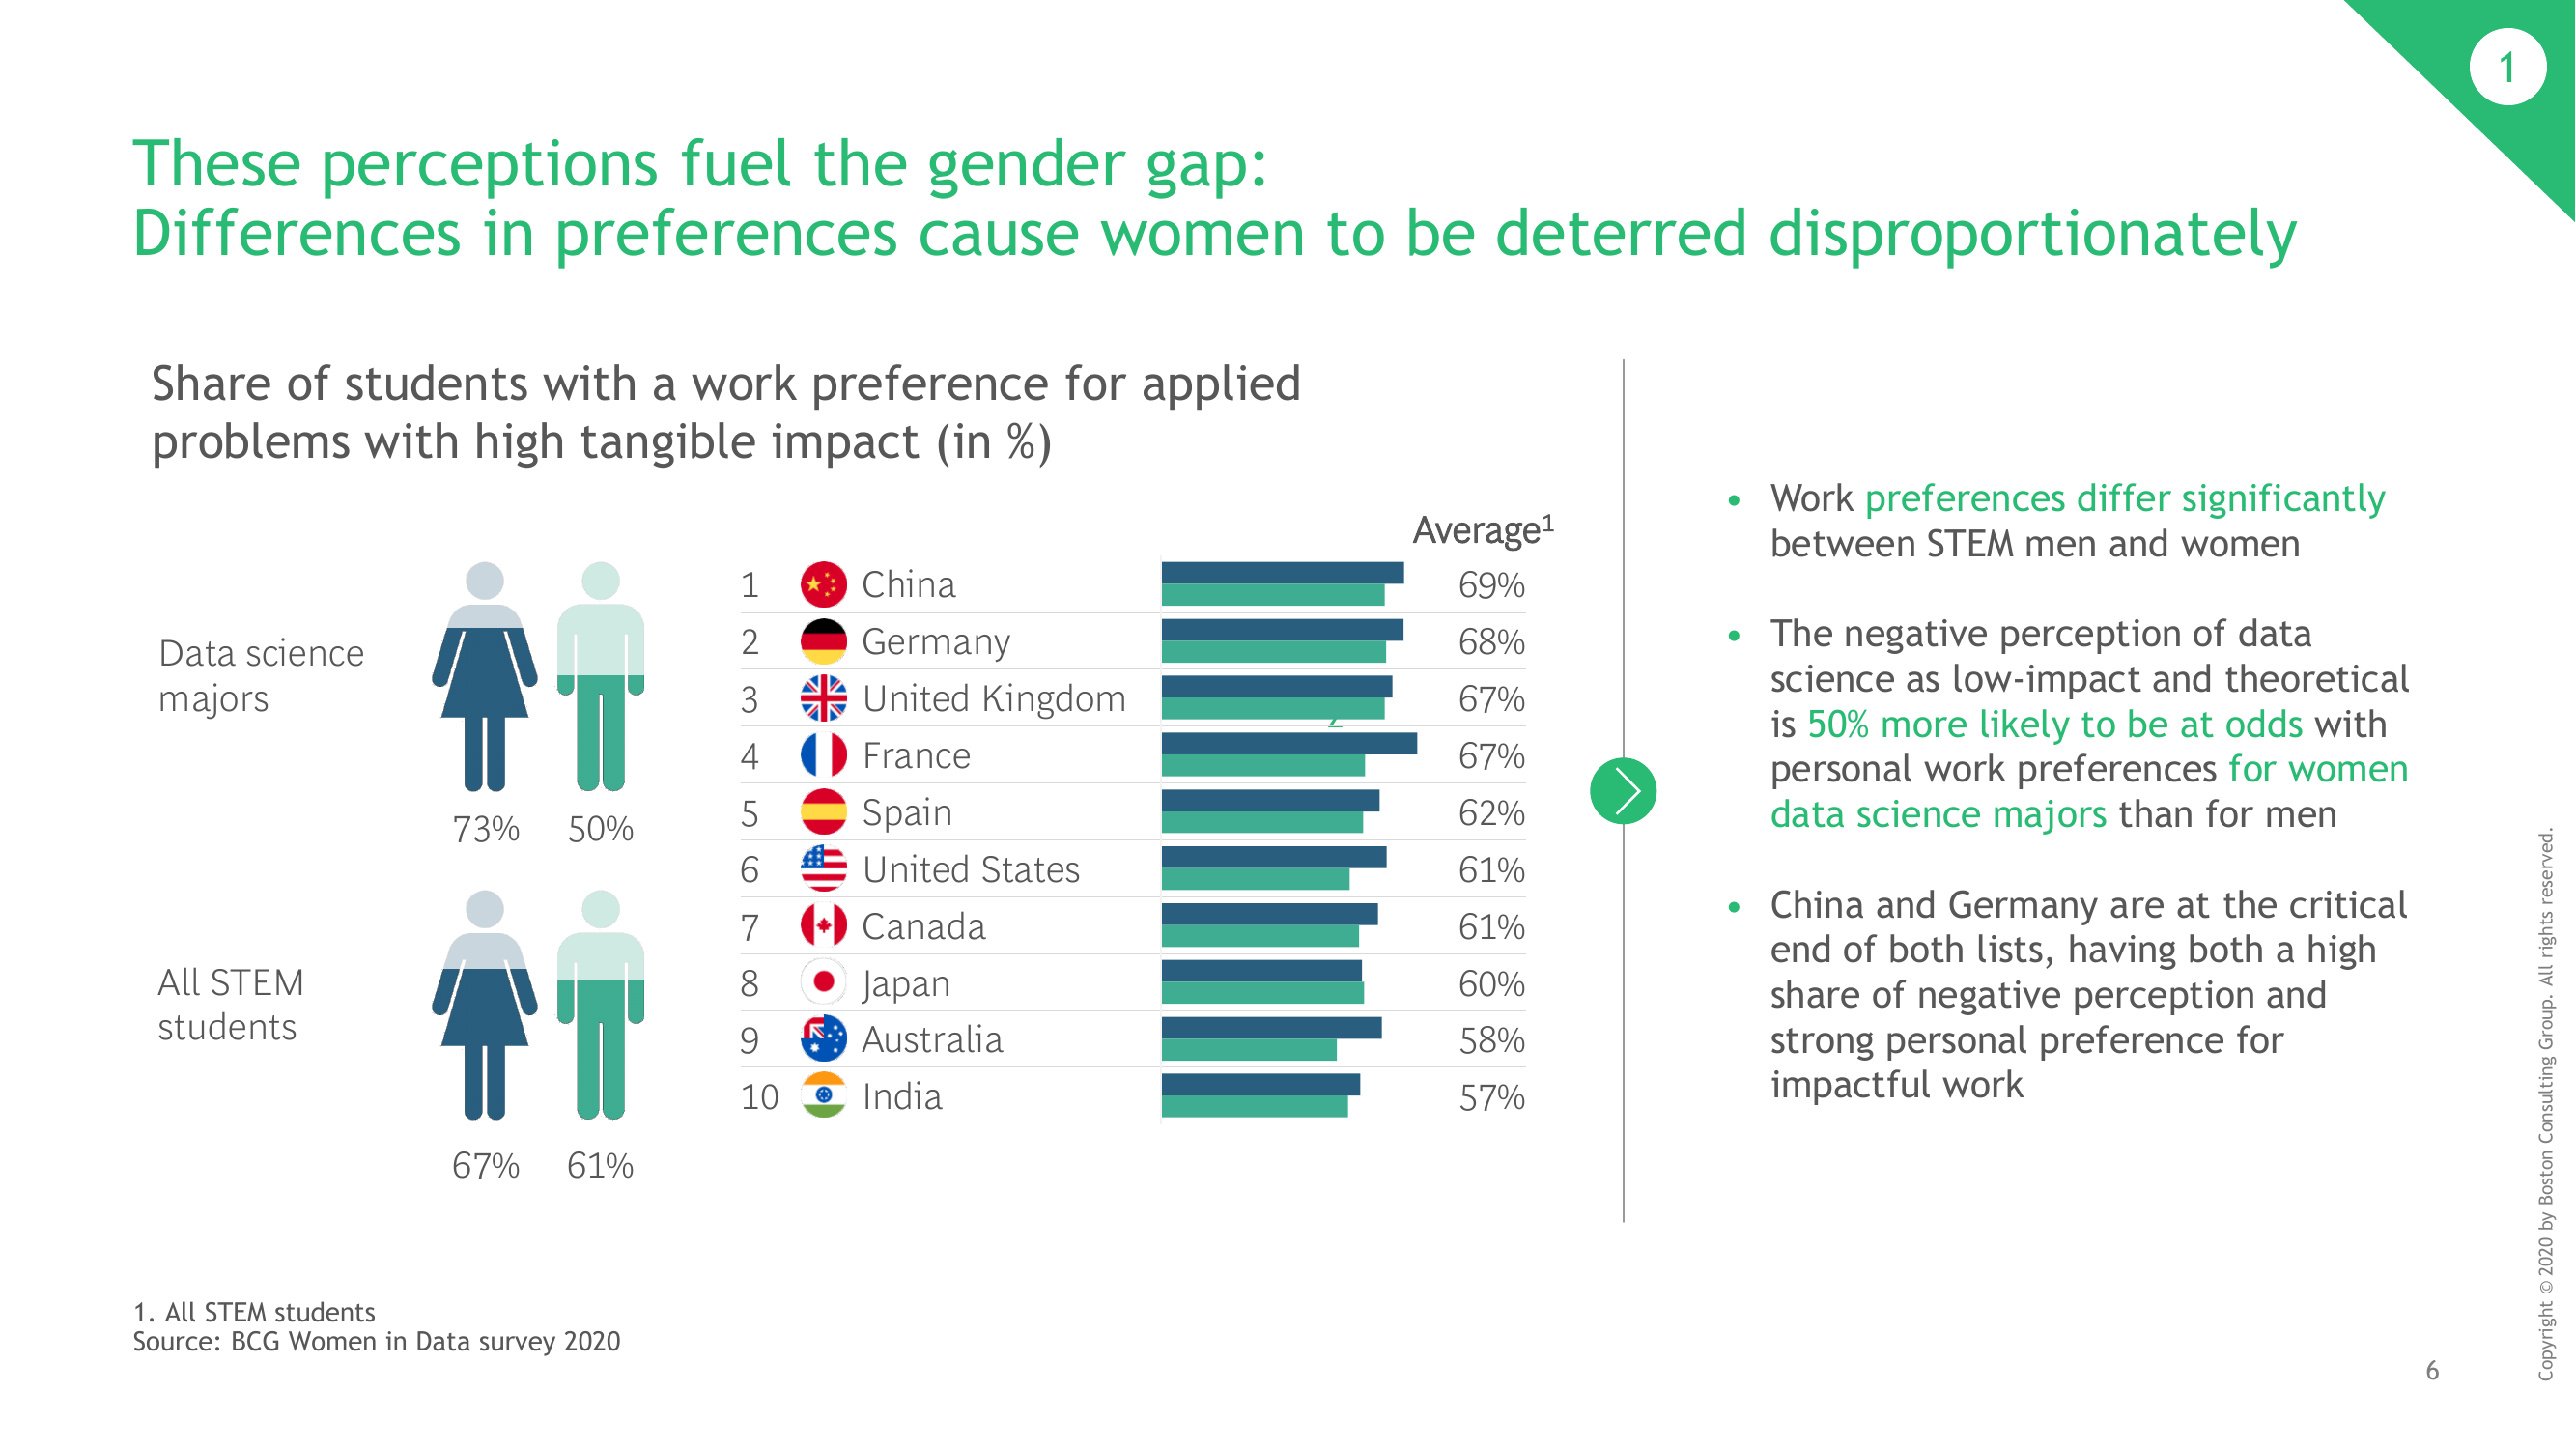 1
These perceptions fuel the gender gap:
Differences in preferences cause women to be deterred disproportionately
Share of students with a work preference for applied
problems with high tangible impact (in %)
Data science
majors
73% 50%
All STEM
students
67% 61%
Average¹
1 China 69%
2 Germany 68%
3 United Kingdom 67%
4 France 67%
5 Spain 62%
6 United States 61%
7 Canada 61%
8 Japan 60%
9 Australia 58%
10 India 57%
• Work preferences differ significantly
between STEM men and women
• The negative perception of data
science as low-impact and theoretical
is 50% more likely to be at odds with
personal work preferences for women
data science majors than for men
• China and Germany are at the critical
end of both lists, having both a high
share of negative perception and
strong personal preference for
impactful work
1. All STEM students
Source: BCG Women in Data survey 2020
6
Copyright © 2020 by Boston Consulting Group. All rights reserved.